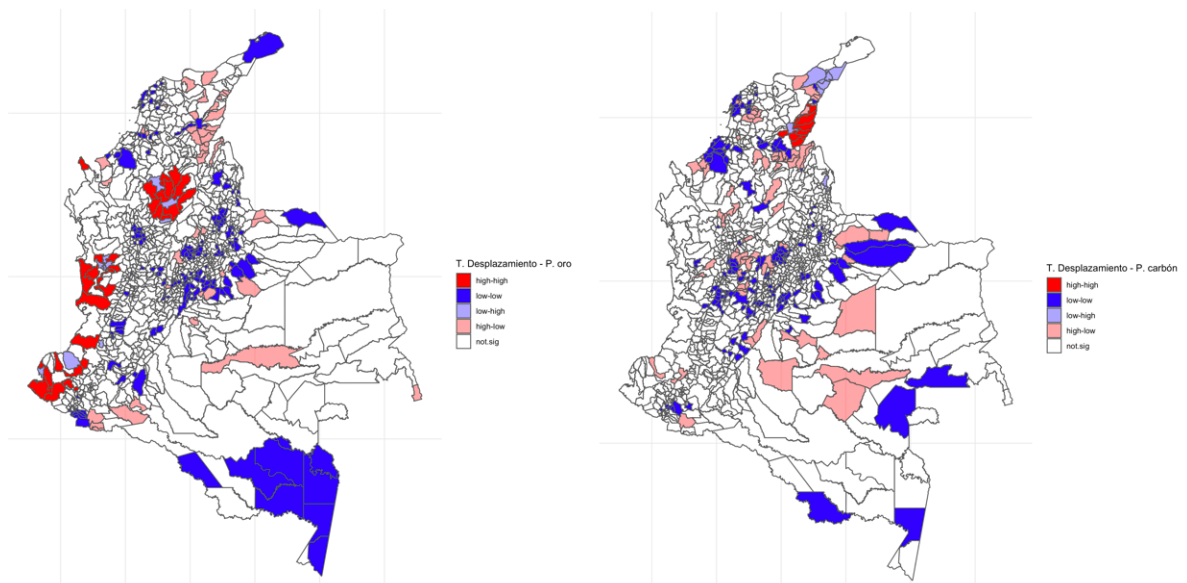 T. Desplazamiento - P. oro
high-high
low-low
low-high
high-low
not.sig
T. Desplazamiento - P. carbón
high-high
low-low
low-high
high-low
not.sig